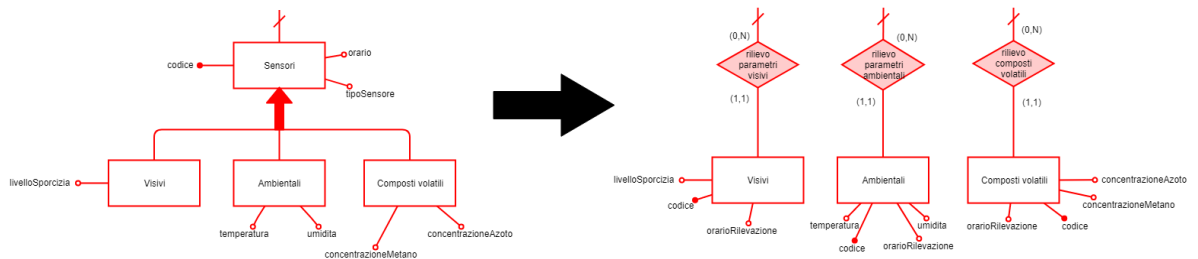 orario
codice
Sensori
tipoSensore
livelloSporcizia
Visivi
Ambientali
Composti volatili
temperatura
umidita
concentrazioneAzoto
concentrazioneMetano
(0,N)
rilievo
parametri
visivi
(1,1)
(0,N)
rilievo
parametri
ambientali
(1,1)
(0,N)
rilievo
composti
volatili
(1,1)
livelloSporcizia
Visivi
codice
orarioRilevazione
Ambientali
temperatura
umidita
codice
orarioRilevazione
Composti volatili
concentrazioneAzoto
concentrazioneMetano
orarioRilevazione
codice